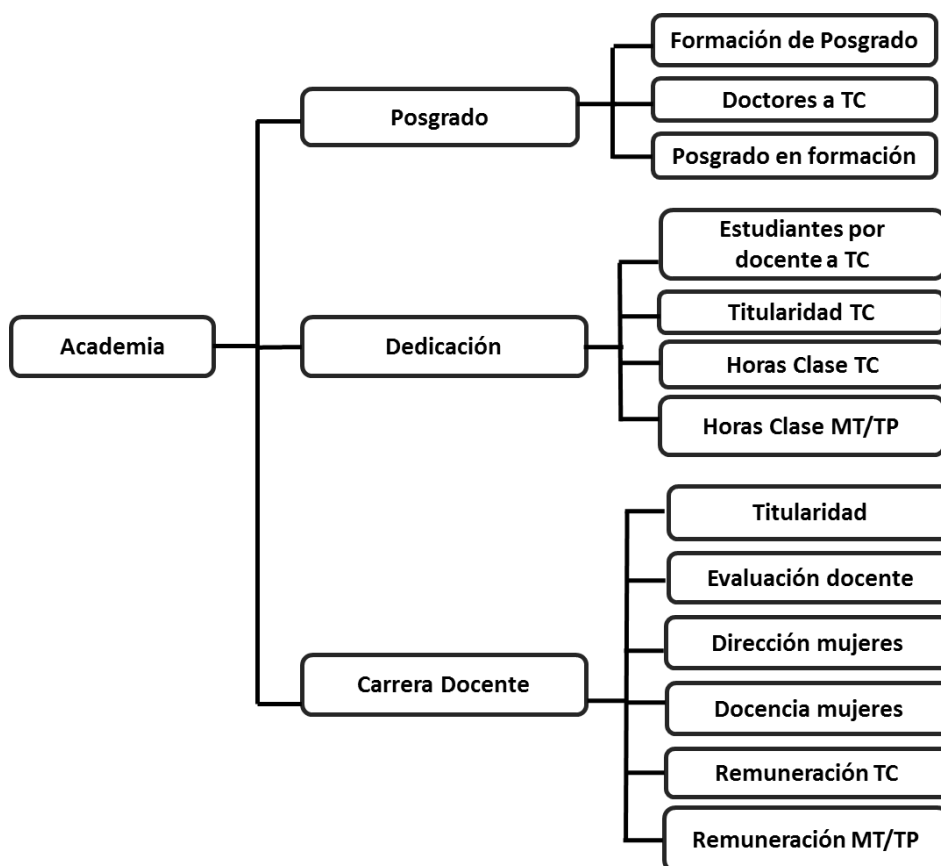 Academia
Posgrado
Formación de Posgrado
Doctores a TC
Posgrado en formación
Dedicación
Estudiantes por
docente a TC
Titularidad TC
Horas Clase TC
Horas Clase MT/TP
Carrera Docente
Titularidad
Evaluación docente
Dirección mujeres
Docencia mujeres
Remuneración TC
Remuneración MT/TP